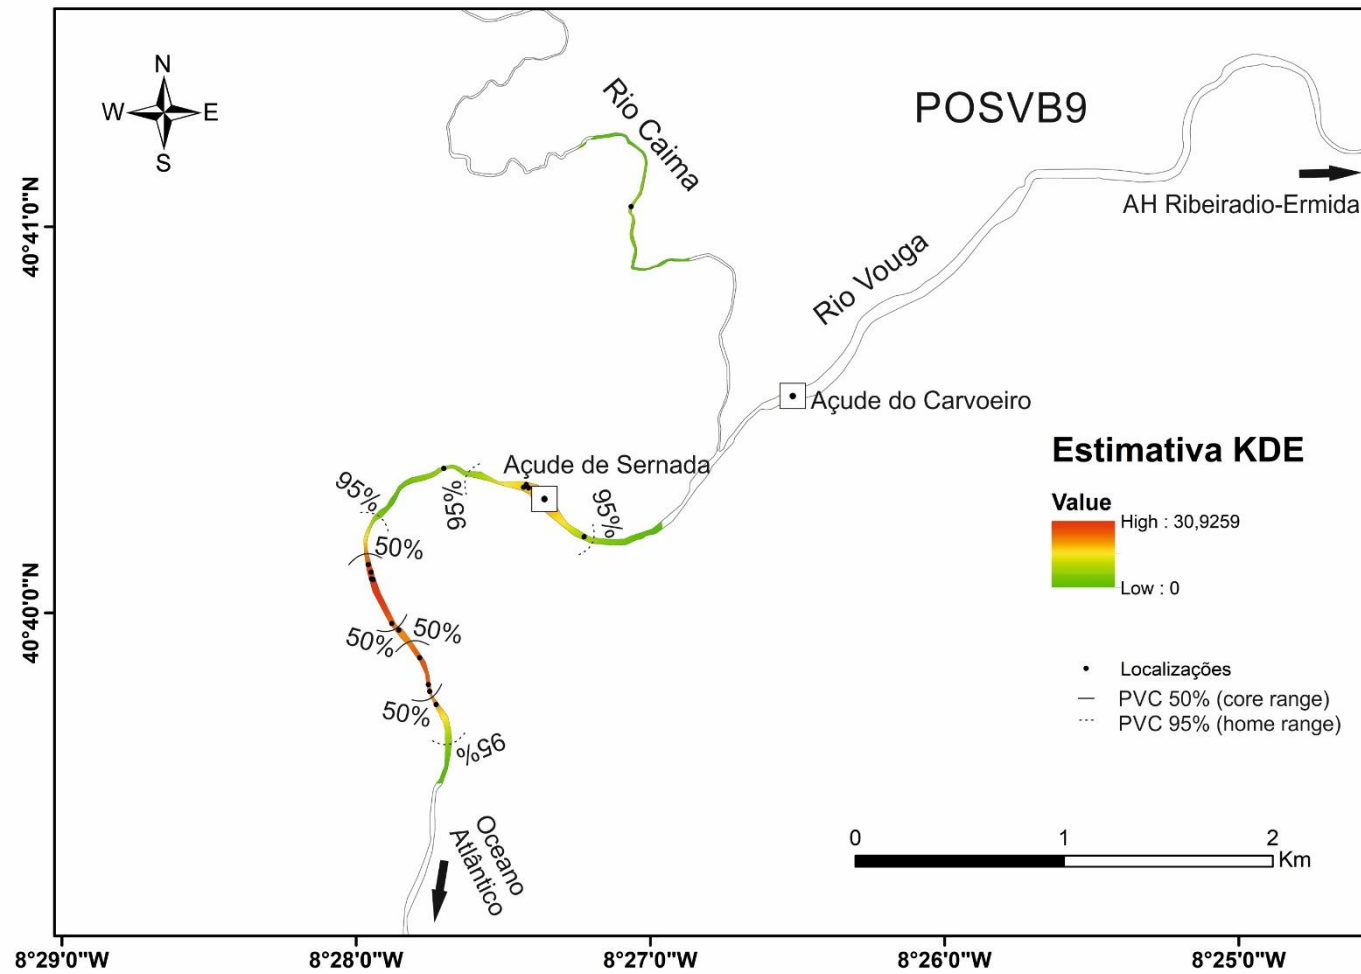 N
W E
S
Rio Caima
POSVB9
AH Ribeiradio-Ermida
Rio Vouga
Açude do Carvoeiro
Açude de Sernada
95%
95%
95%
50%
50%
50%
50%
95%
Oceano
Atlântico
Estimativa KDE
Value
High : 30,9259
Low : 0
Localizações
PVC 50% (core range)
PVC 95% (home range)
0 1 2
Km
40°41'0"N
40°40'0"N
8°29'0"W 8°28'0"W 8°27'0"W 8°26'0"W 8°25'0"W